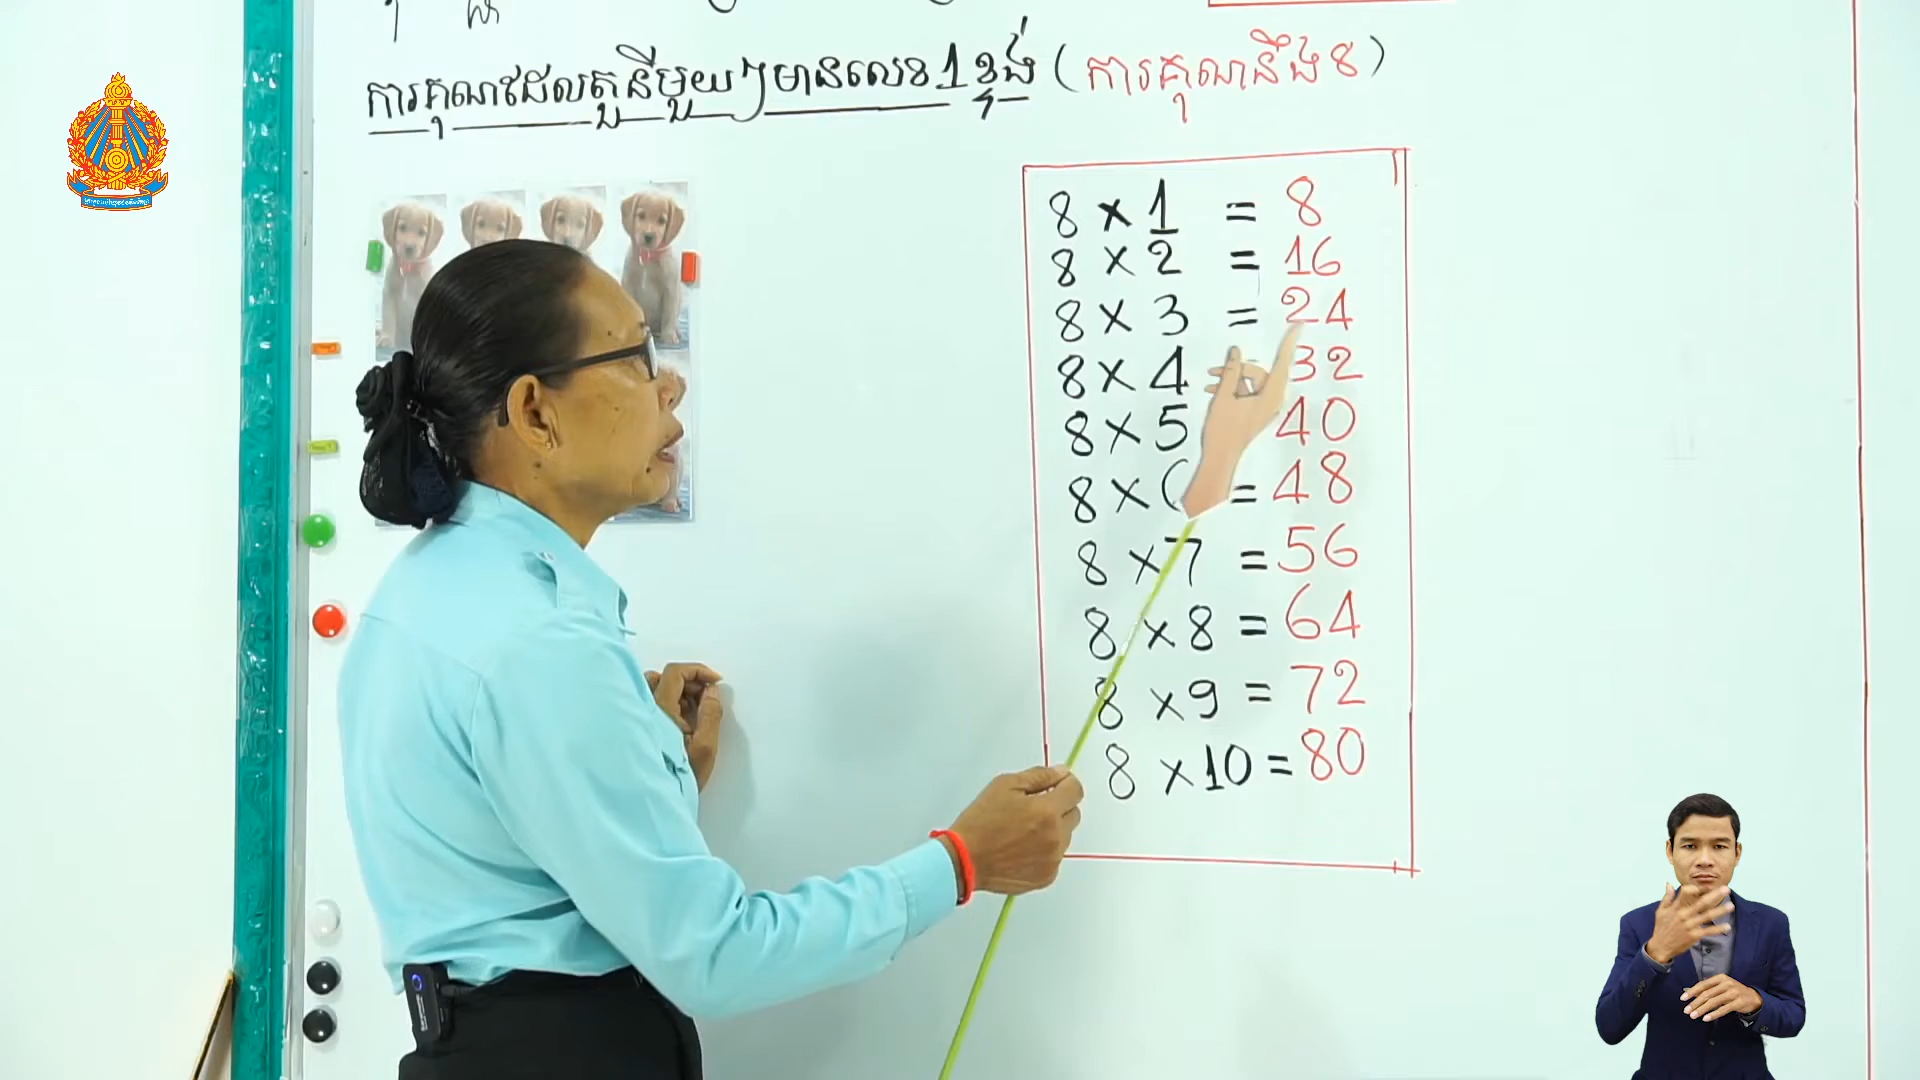 ការគុណដែលតួនីមួយៗមានលេខ1ខ្ទង់ (ការគុណនឹង៨)
8 × 1 = 8
8 × 2 = 16
8 × 3 = 24
8 × 4 = 32
8 × 5 40
8 × = 48
8 × 7 = 56
8 × 8 = 64
8 × 9 = 72
8 × 10 = 80